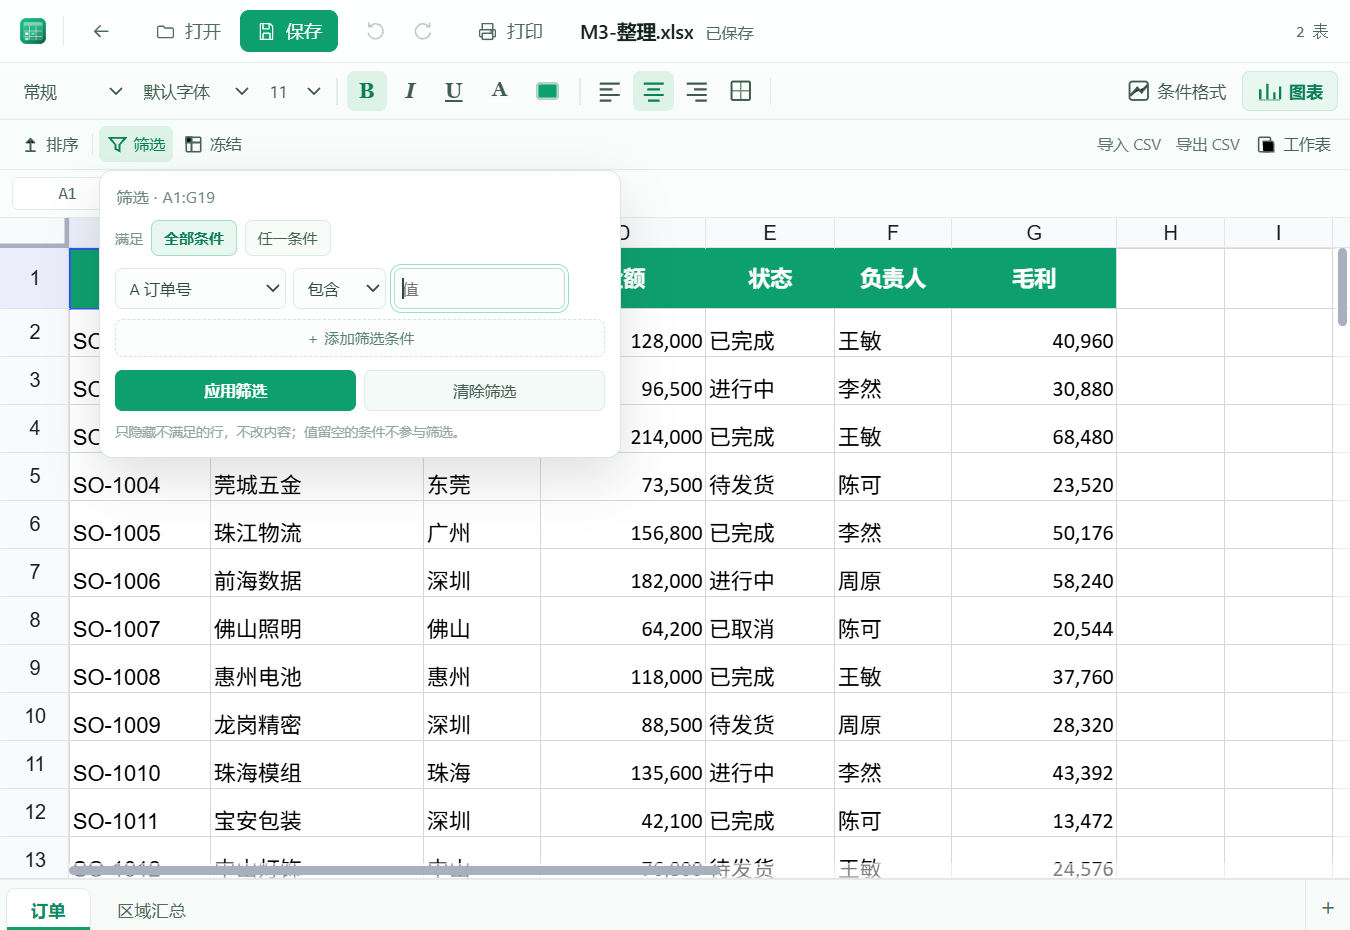 打开 保存 打印 M3-整理.xlsx 已保存 2 表
常规 默认字体 11 B I U A 条件格式 图表
排序 筛选 冻结 导入 CSV 导出 CSV 工作表
A1
筛选 · A1:G19
满足 全部条件 任一条件
A 订单号 包含 值
+ 添加筛选条件
应用筛选 清除筛选
只隐藏不满足的行，不改内容；值留空的条件不参与筛选。
E F G H I
1 额 状态 负责人 毛利
2 SO 128,000 已完成 王敏 40,960
3 96,500 进行中 李然 30,880
4 214,000 已完成 王敏 68,480
5 SO-1004 莞城五金 东莞 73,500 待发货 陈可 23,520
6 SO-1005 珠江物流 广州 156,800 已完成 李然 50,176
7 SO-1006 前海数据 深圳 182,000 进行中 周原 58,240
8 SO-1007 佛山照明 佛山 64,200 已取消 陈可 20,544
9 SO-1008 惠州电池 惠州 118,000 已完成 王敏 37,760
10 SO-1009 龙岗精密 深圳 88,500 待发货 周原 28,320
11 SO-1010 珠海模组 珠海 135,600 进行中 李然 43,392
12 SO-1011 宝安包装 深圳 42,100 已完成 陈可 13,472
13 SO-1012 中山灯饰 中山 76,800 待发货 王敏 24,576
订单 区域汇总 +